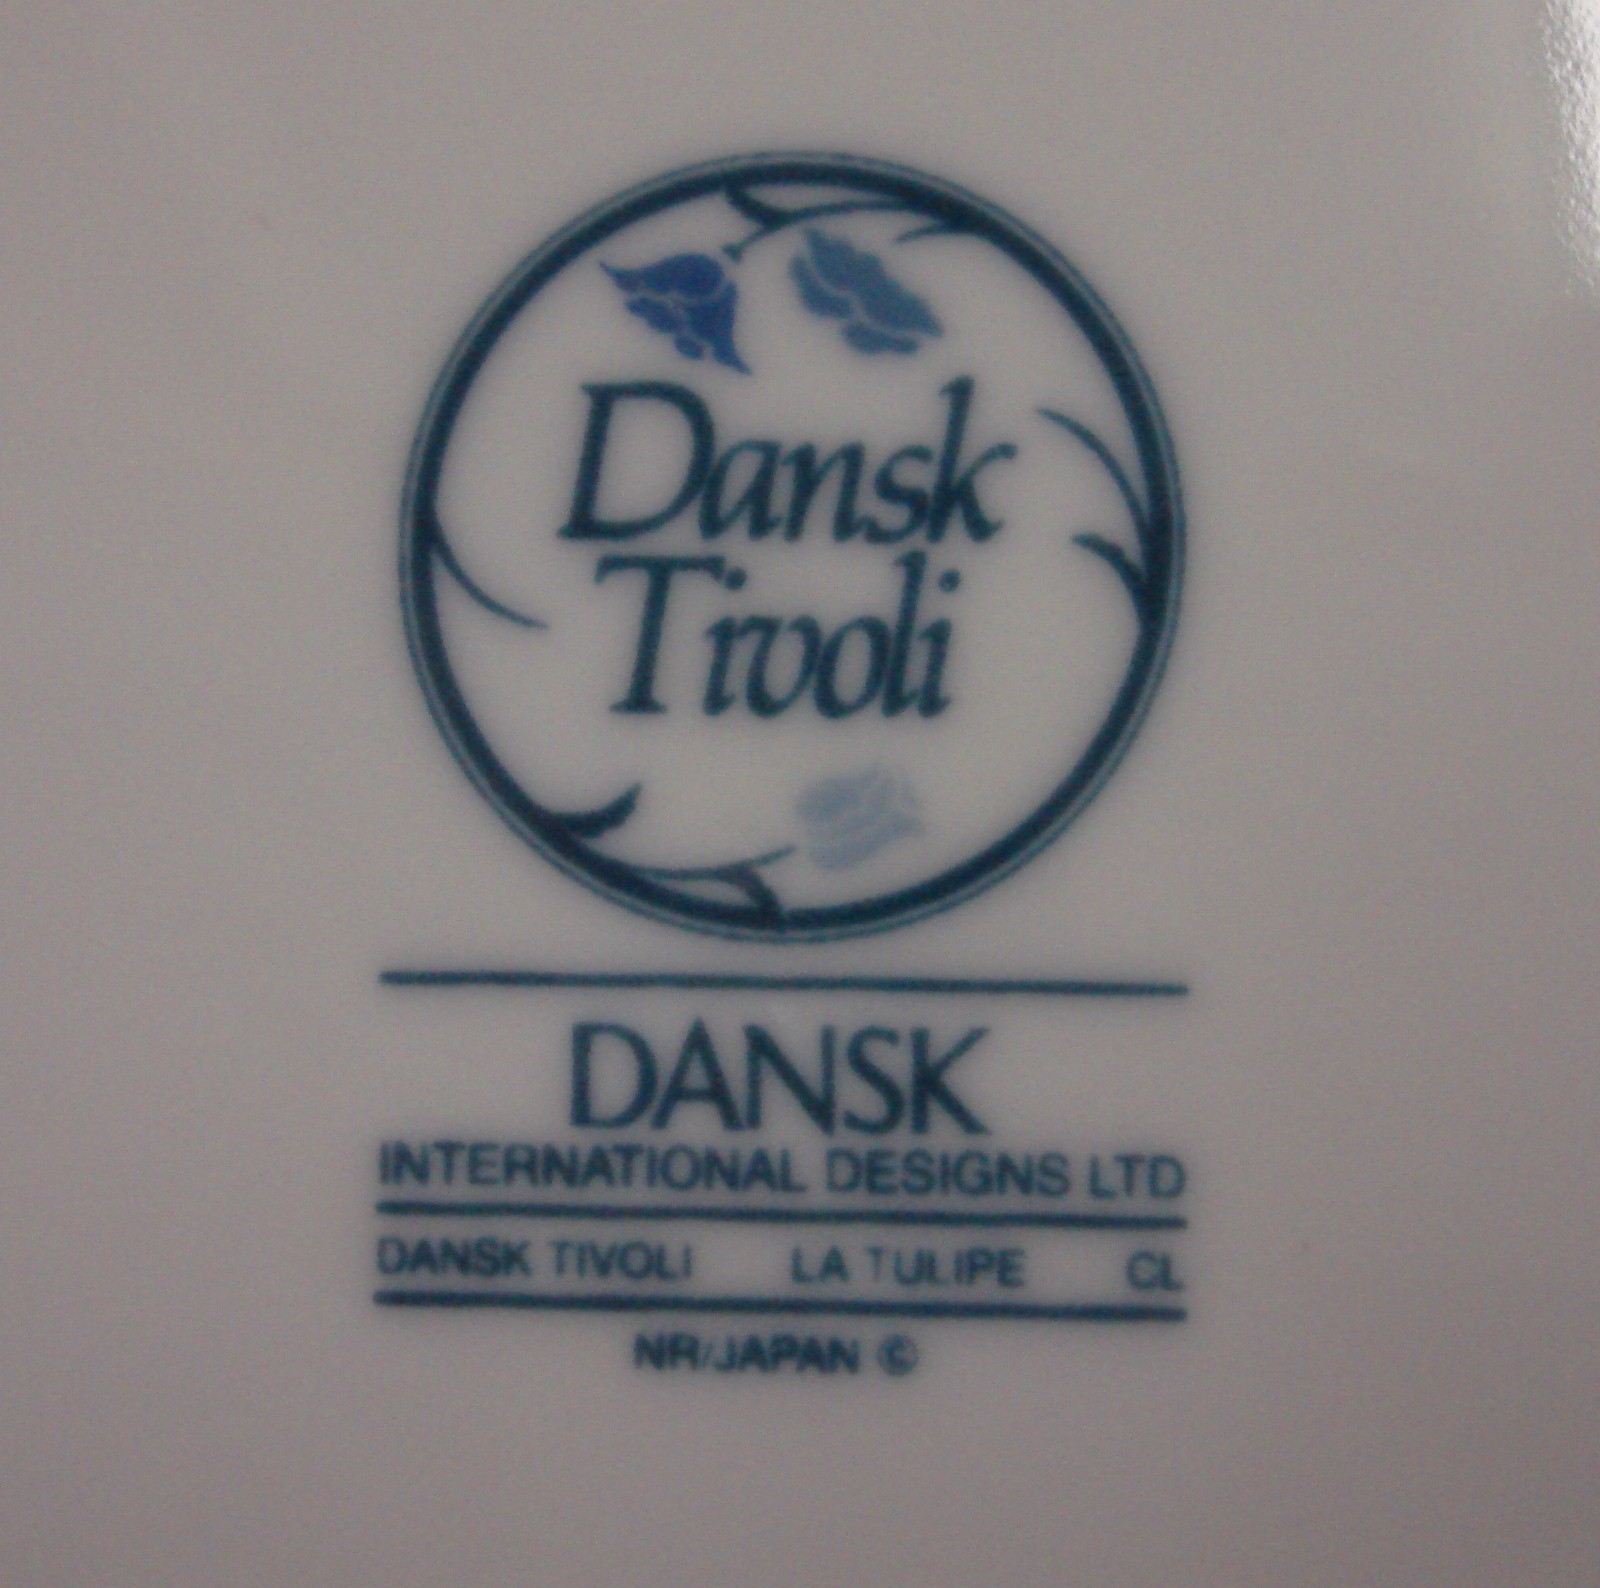 Dansk
Tivoli
DANSK
INTERNATIONAL DESIGNS LTD
DANSK TIVOLI LA TULIPE CL
NR/JAPAN ©